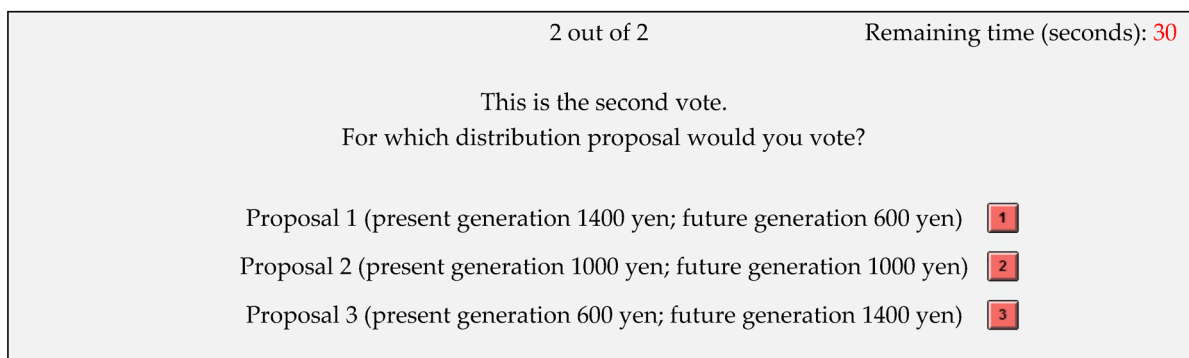 2 out of 2 Remaining time (seconds): 30
This is the second vote.
For which distribution proposal would you vote?
Proposal 1 (present generation 1400 yen; future generation 600 yen) 1
Proposal 2 (present generation 1000 yen; future generation 1000 yen) 2
Proposal 3 (present generation 600 yen; future generation 1400 yen) 3